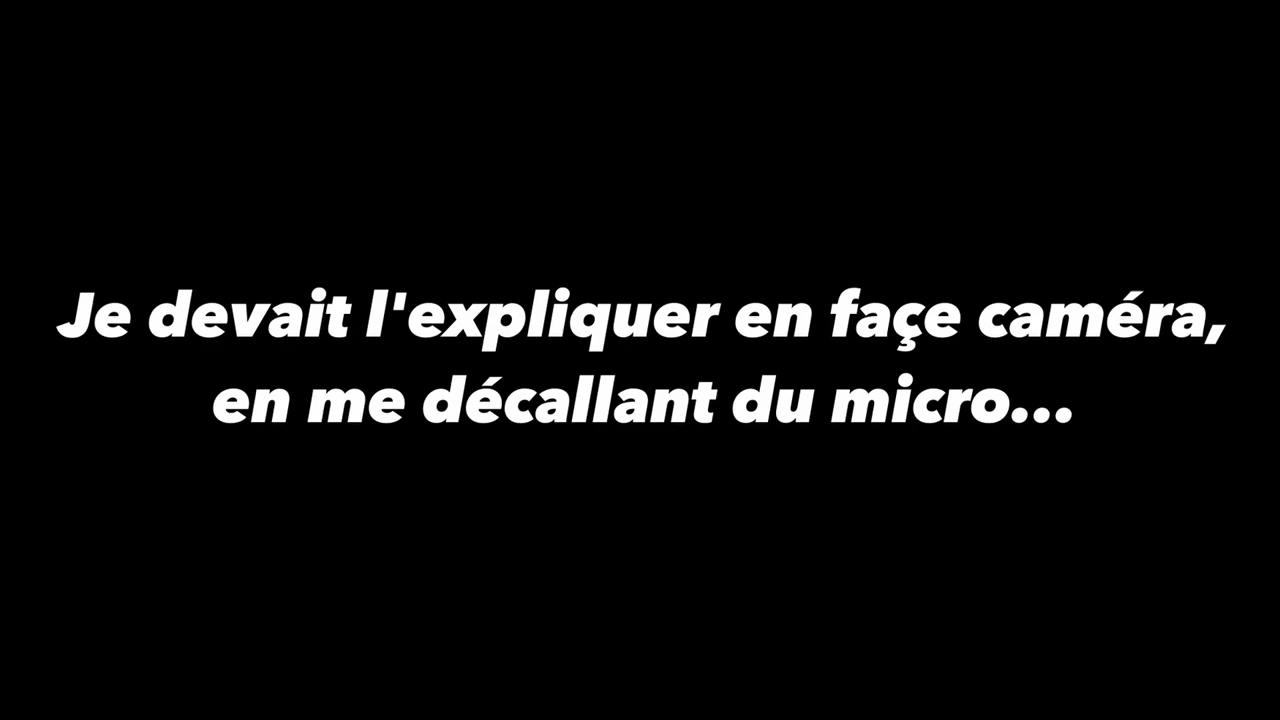 Je devait l'expliquer en façe caméra,
en me décallant du micro...